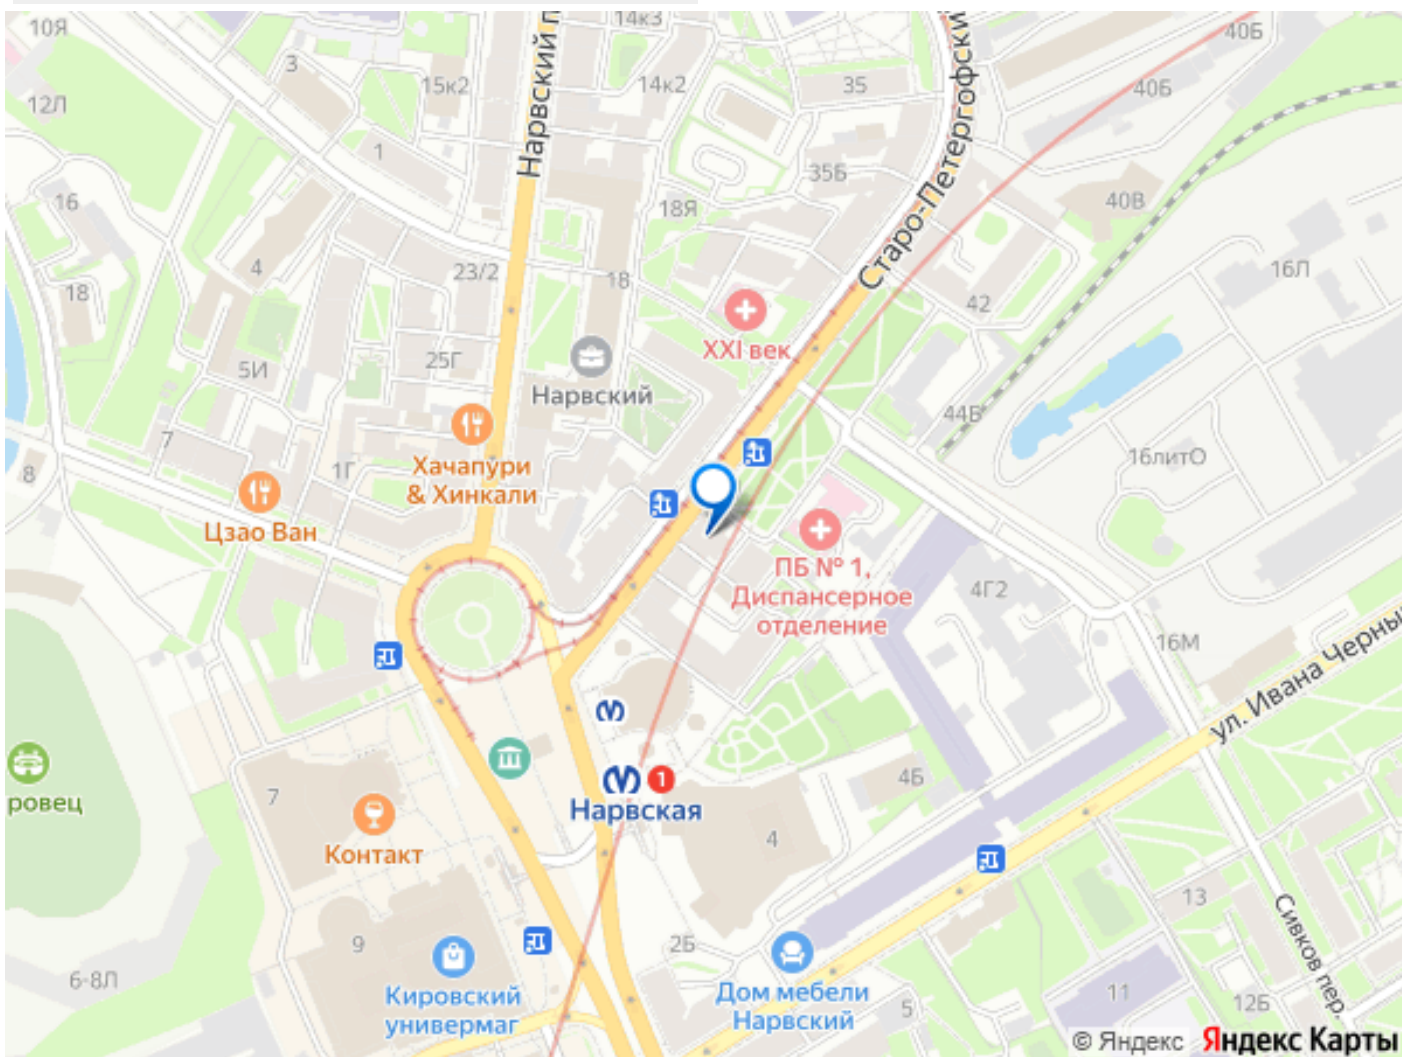 10Я
3
15к2
14к3
14к2
Нарвский п
35
Старо-Петергофски
40Б
40Б
12Л
1
16
35Б
40В
18Я
4
23/2
18
42
16Л
18
XXI век
5И
25Г
Нарвский
44Б
7
1Г
8
Хачапури
& Хинкали
Цзао Ван
16литО
ПБ № 1,
Диспансерное
отделение
4Г2
16М
ул. Ивана Черны
ровец
7
1
Нарвская
4Б
Контакт
4
9
2Б
13
Сивков пер.
6-8Л
Кировский
универмаг
Дом мебели
Нарвский
5
11
12Б
© Яндекс Яндекс Карты